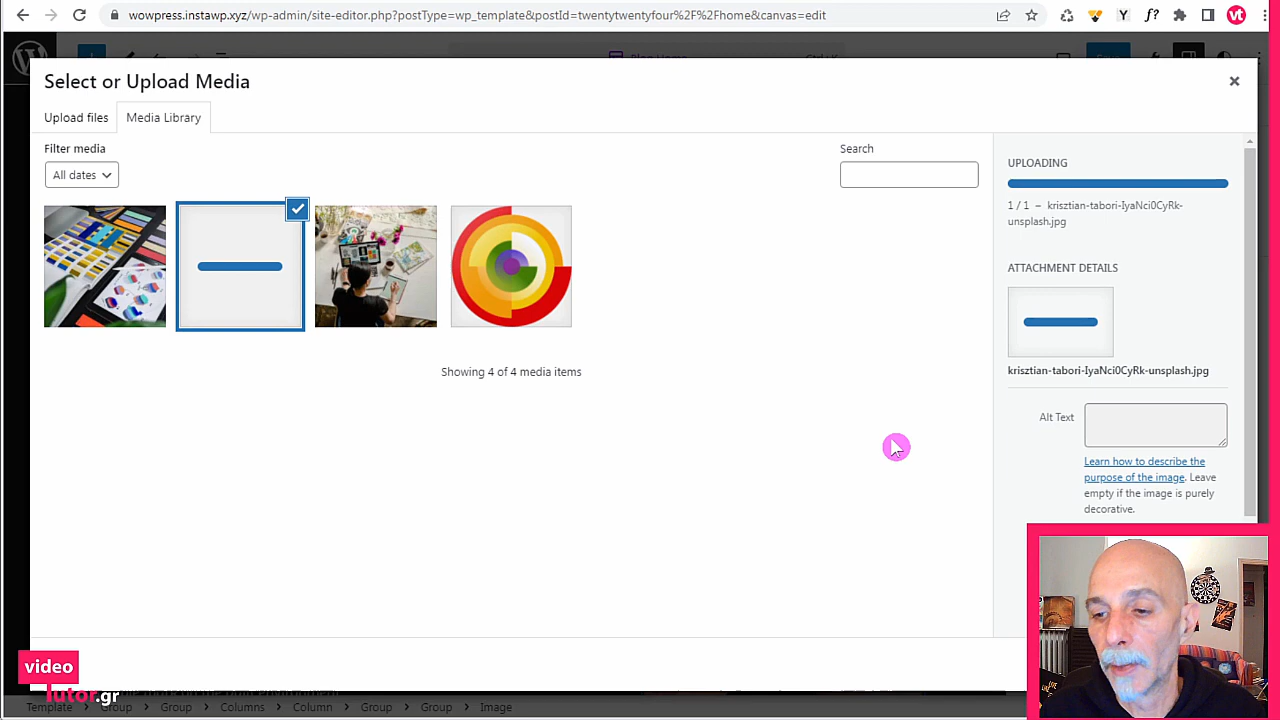 wowpress.instawp.xyz/wp-admin/site-editor.php?postType=wp_template&postId=twentytwentyfour%2F%2Fhome&canvas=edit
Select or Upload Media
Upload files
Media Library
Filter media
All dates
Search
Showing 4 of 4 media items
UPLOADING
1 / 1 – krisztian-tabori-IyaNci0CyRk-
unsplash.jpg
ATTACHMENT DETAILS
krisztian-tabori-IyaNci0CyRk-unsplash.jpg
Alt Text
Learn how to describe the
purpose of the image. Leave
empty if the image is purely
decorative.
video
tutor.gr
Template > Group > Group > Columns > Column > Group > Group > Image